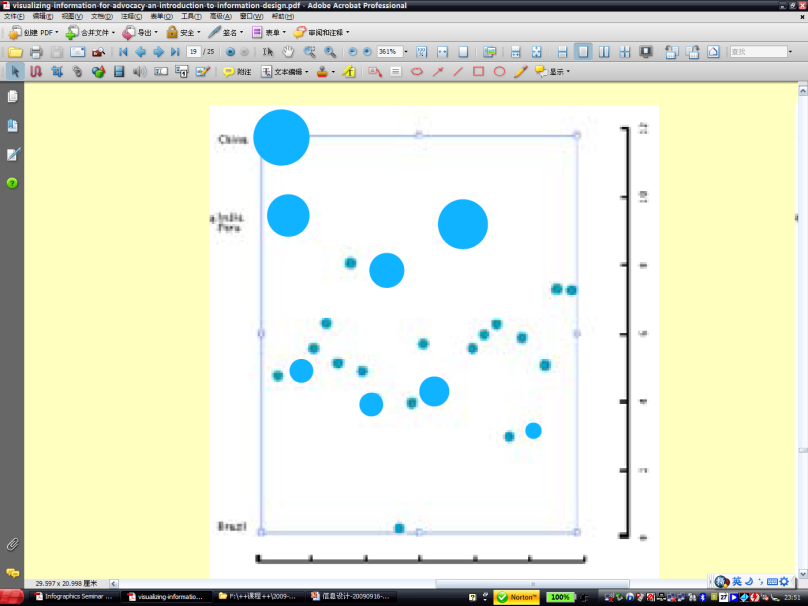 visualizing-information-for-advocacy-an-introduction-to-information-design.pdf - Adobe Acrobat Professional
文件(F) 编辑(E) 视图(V) 文档(D) 注释(C) 表单(O) 工具(T) 高级(A) 窗口(W) 帮助(H)
创建 PDF 合并文件 导出 安全 签名 表单 审阅和注释
19 / 25 361% 查找
附注 文本编辑 显示
China
India
Peru
Brazil
29.597 x 20.998 厘米
英
Infographics Seminar ... visualizing-informatio... F:\++课程++\2009-... 信息设计-20090916-... Norton 100% 27 23:51